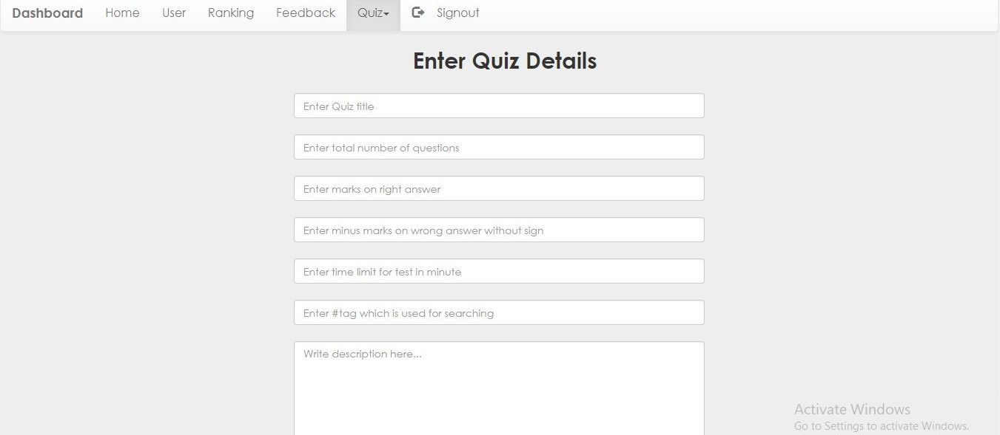 Dashboard Home User Ranking Feedback Quiz Signout
Enter Quiz Details
Enter Quiz title
Enter total number of questions
Enter marks on right answer
Enter minus marks on wrong answer without sign
Enter time limit for test in minute
Enter #tag which is used for searching
Write description here...
Activate Windows
Go to Settings to activate Windows.